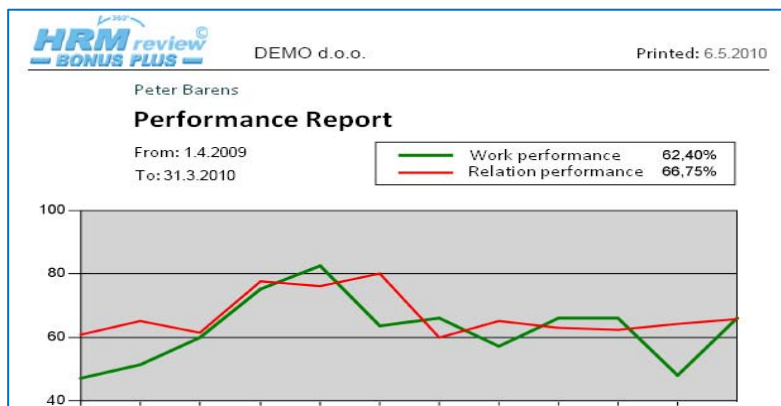 360°
HRM review ©
BONUS PLUS
DEMO d.o.o.
Printed: 6.5.2010
Peter Barens
Performance Report
From: 1.4.2009
To: 31.3.2010
Work performance 62,40%
Relation performance 66,75%
100
80
60
40